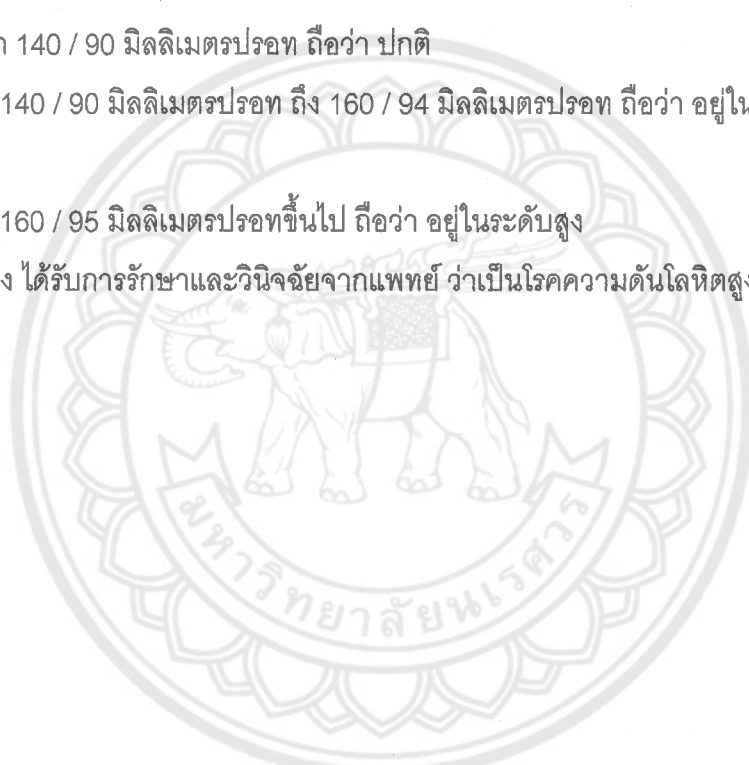 140 / 90 มิลลิเมตรปรอท ถือว่า ปกติ
140 / 90 มิลลิเมตรปรอท ถึง 160 / 94 มิลลิเมตรปรอท ถือว่า อยู่ใน
160 / 95 มิลลิเมตรปรอทขึ้นไป ถือว่า อยู่ในระดับสูง
ง ได้รับการรักษาและวินิจฉัยจากแพทย์ ว่าเป็นโรคความดันโลหิตสูง
มหาวิทยาลัยนเรศวร